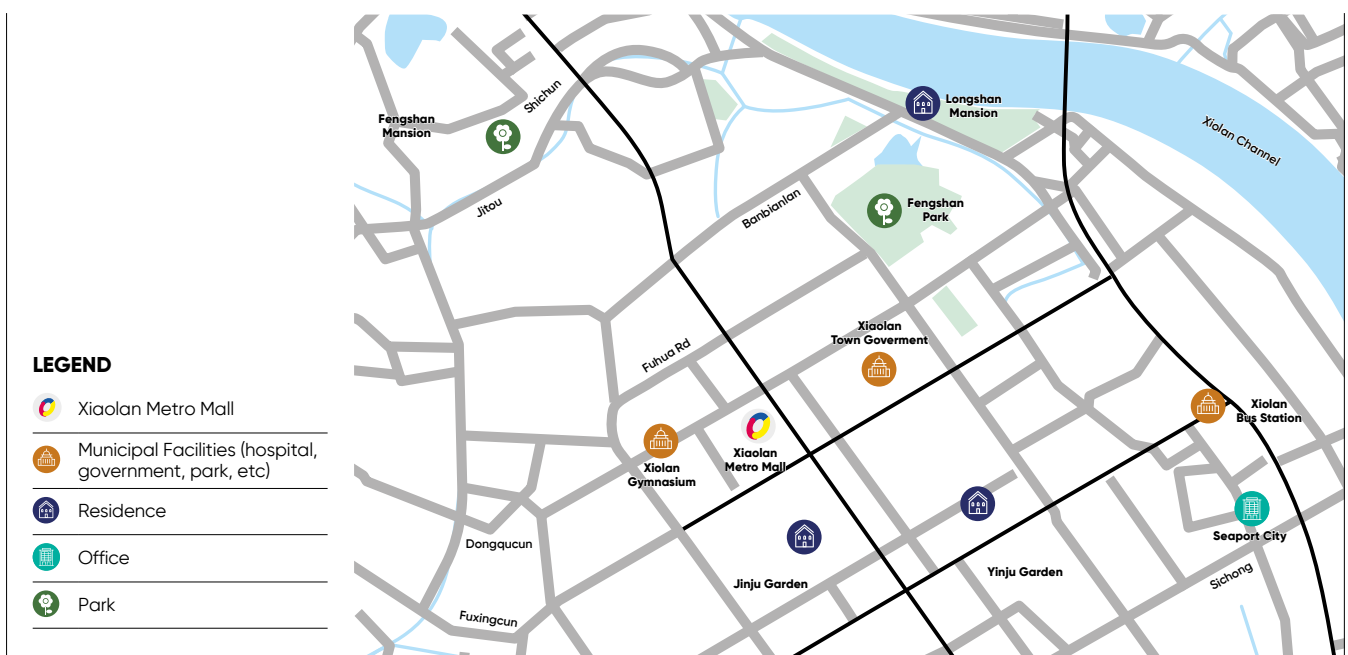 LEGEND
Xiaolan Metro Mall
Municipal Facilities (hospital,
government, park, etc)
Residence
Office
Park
Fengshan
Mansion
Shichun
Jitou
Longshan
Mansion
Xiolan Channel
Banbianlan
Fengshan
Park
Xiaolan
Town Goverment
Fuhua Rd
Xiolan
Bus Station
Xiolan
Gymnasium
Xiaolan
Metro Mall
Seaport City
Dongqucun
Jinju Garden
Yinju Garden
Sichong
Fuxingcun